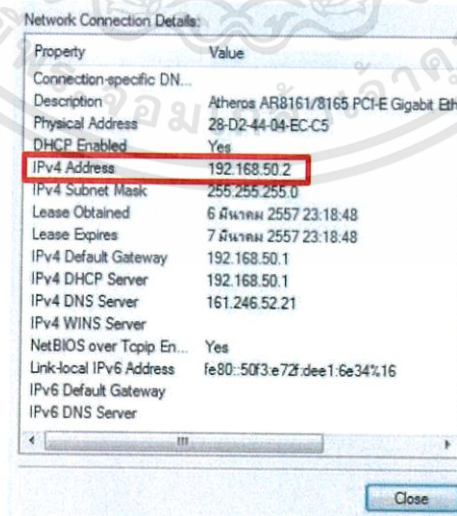 Network Connection Details:
Property Value
Connection-specific DN...
Description Atheros AR8161/8165 PCI-E Gigabit Eth
Physical Address 28-D2-44-04-EC-C5
DHCP Enabled Yes
IPv4 Address 192.168.50.2
IPv4 Subnet Mask 255.255.255.0
Lease Obtained 6 มีนาคม 2557 23:18:48
Lease Expires 7 มีนาคม 2557 23:18:48
IPv4 Default Gateway 192.168.50.1
IPv4 DHCP Server 192.168.50.1
IPv4 DNS Server 161.246.52.21
IPv4 WINS Server
NetBIOS over Tcpip En... Yes
Link-local IPv6 Address fe80::50f3:e72f:dee1:6e34%16
IPv6 Default Gateway
IPv6 DNS Server
Close